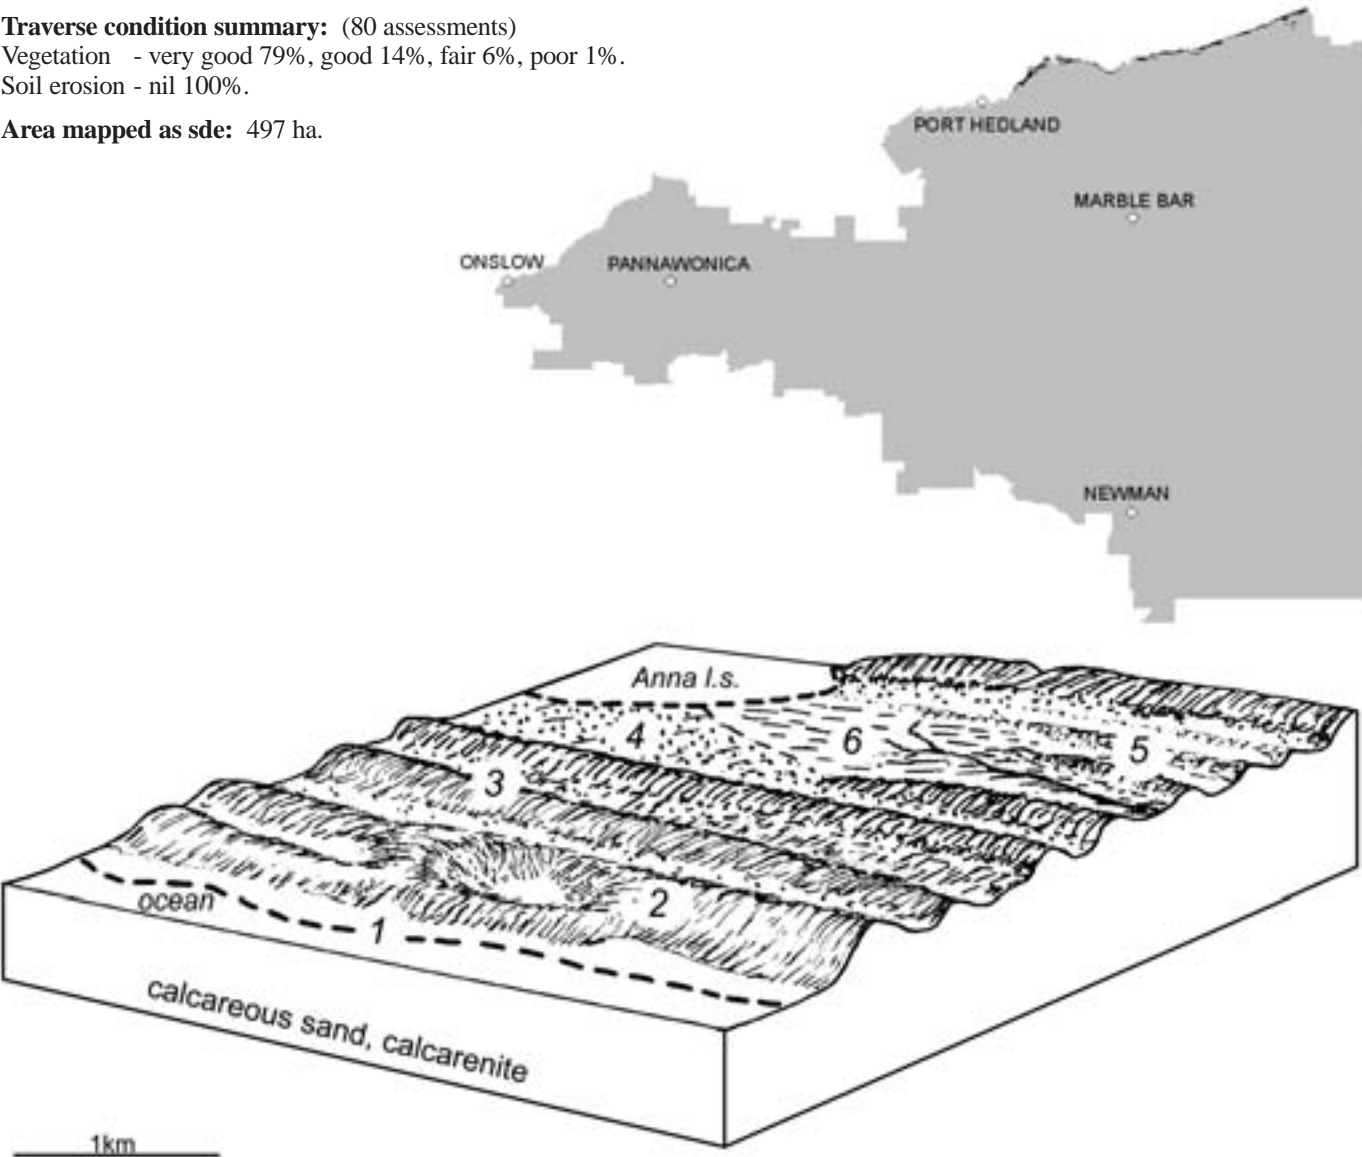 Traverse condition summary: (80 assessments)
Vegetation - very good 79%, good 14%, fair 6%, poor 1%.
Soil erosion - nil 100%.
Area mapped as sde: 497 ha.
PORT HEDLAND
MARBLE BAR
ONSLOW
PANNAWONICA
NEWMAN
Anna l.s.
4
6
5
3
2
ocean
1
calcareous sand, calcarenite
1km